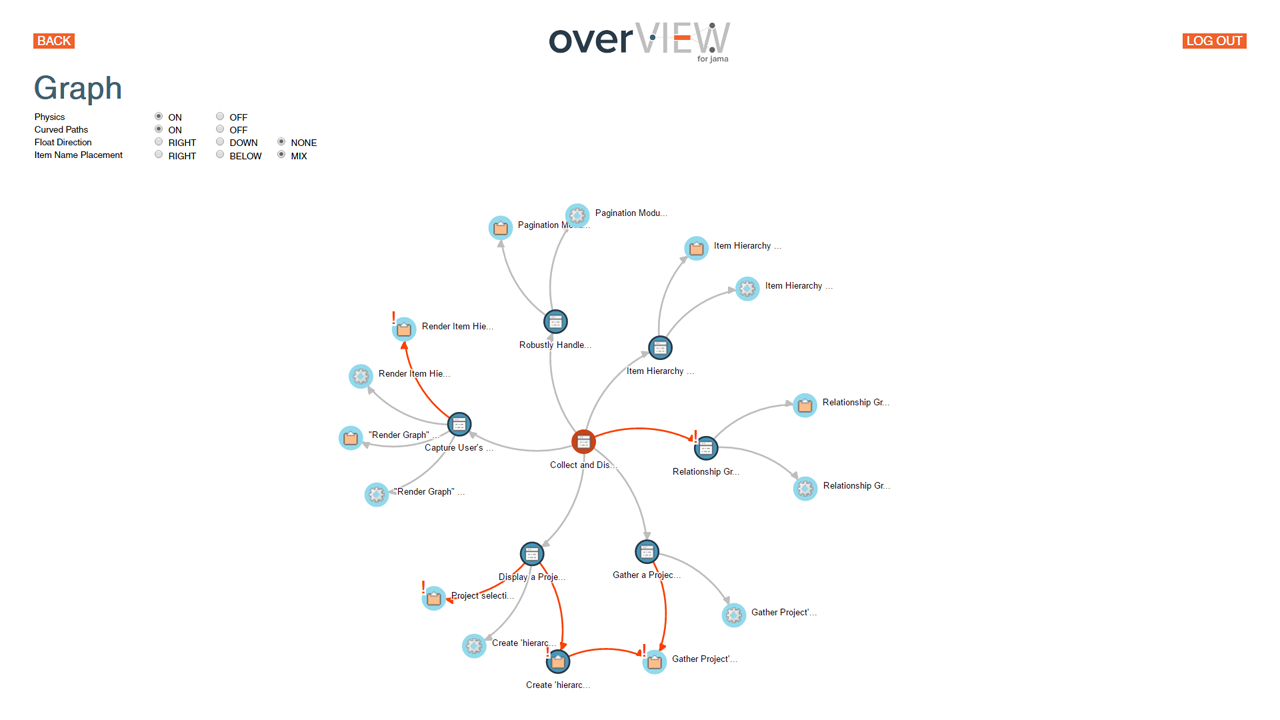 BACK
overVIEW
for jama
LOG OUT
Graph
Physics ON OFF
Curved Paths ON OFF
Float Direction RIGHT DOWN NONE
Item Name Placement RIGHT BELOW MIX
Pagination Modu...
Pagination Mo...
Item Hierarchy ...
Item Hierarchy ...
! Render Item Hie...
Robustly Handle...
Item Hierarchy ...
Render Item Hie...
Relationship Gr...
"Render Graph" ...
Capture User's ...
Collect and Dis...
! Relationship Gr...
"Render Graph" ...
Relationship Gr...
Display a Proje...
Gather a Projec...
! Project selecti...
Gather Project'...
Create 'hierarc...
! Gather Project'...
! Create 'hierarc...